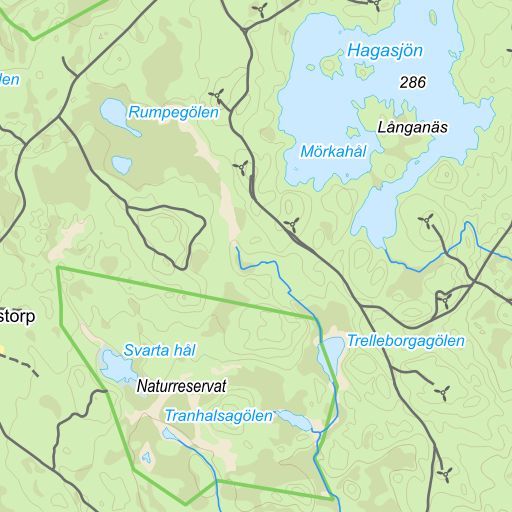 Hagasjön
286
Rumpegölen
Långanäs
Mörkahål
Trelleborgagölen
Svarta hål
Naturreservat
Tranhalsagölen